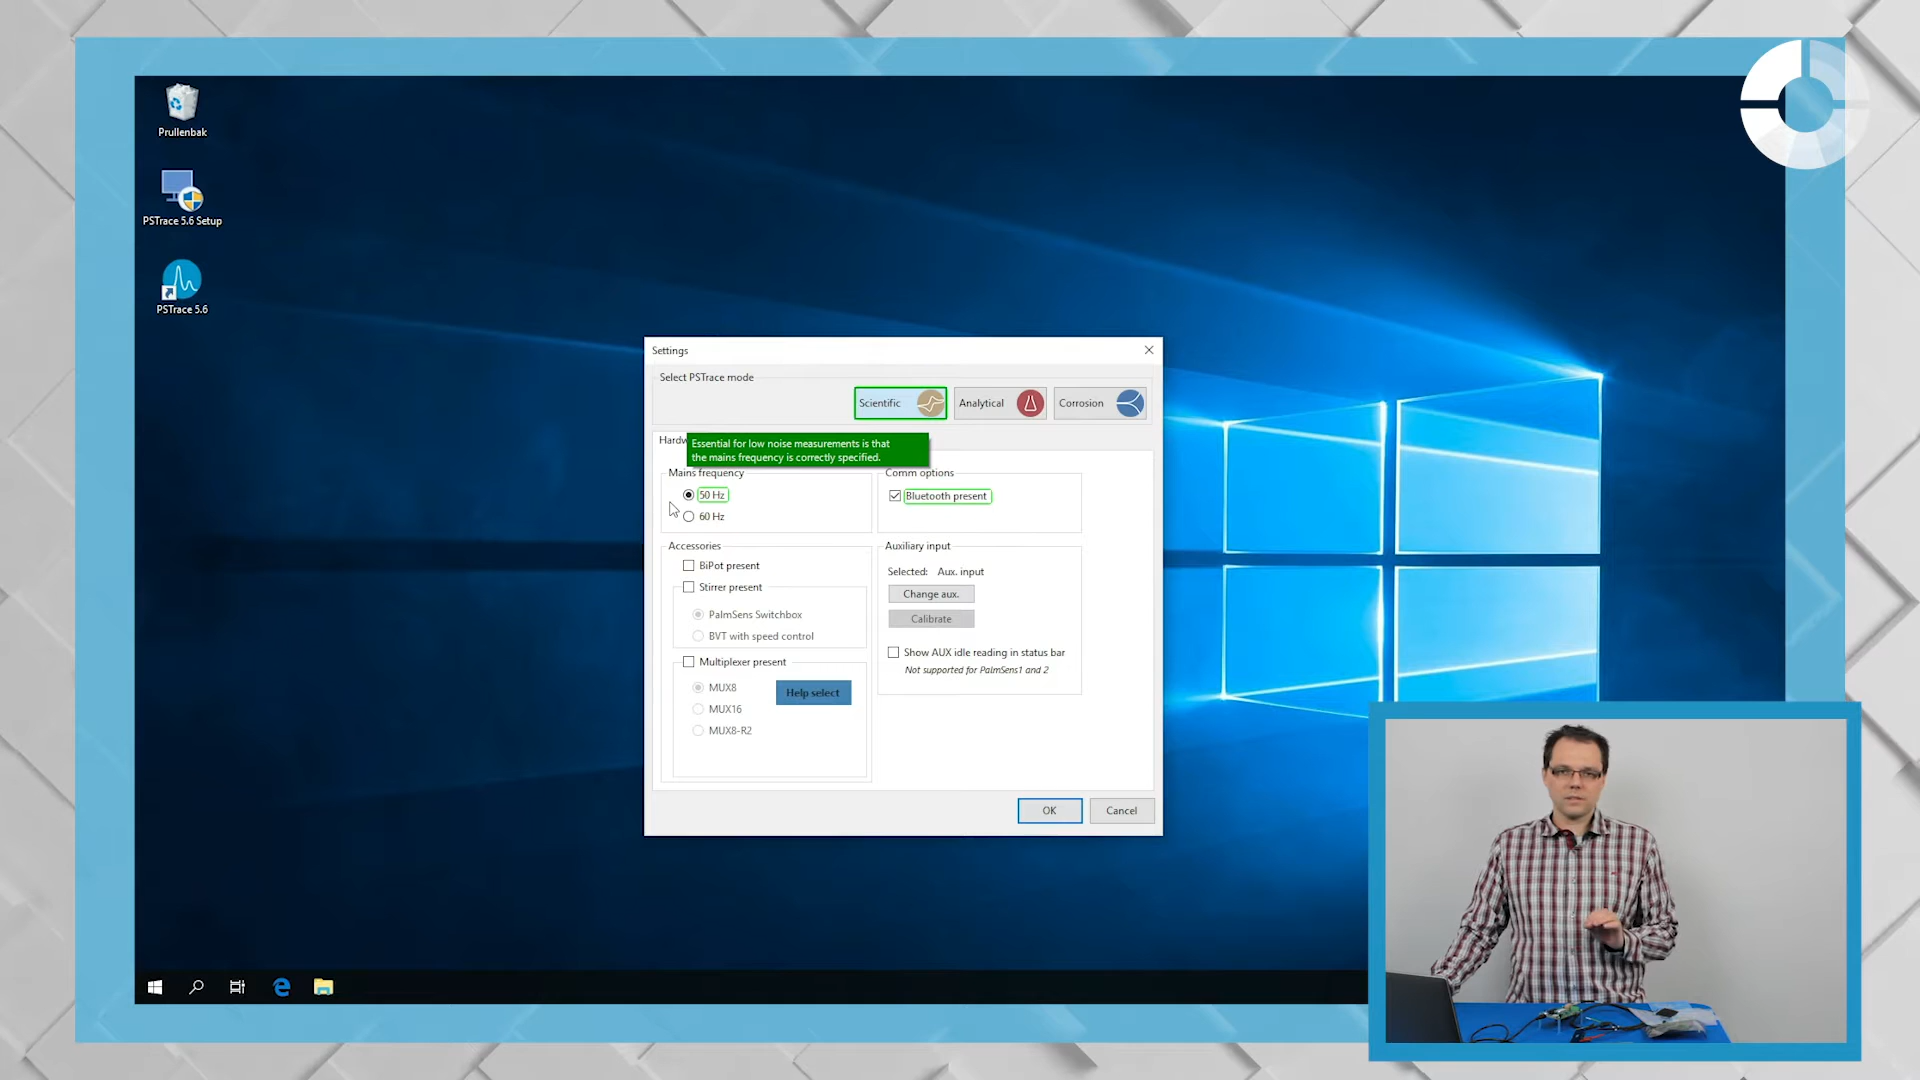 Prullenbak
PSTrace 5.6 Setup
PSTrace 5.6
Settings
Select PSTrace mode
Scientific
Analytical
Corrosion
Hardw
Essential for low noise measurements is that
the mains frequency is correctly specified.
Mains frequency
50 Hz
60 Hz
Comm options
Bluetooth present
Accessories
BiPot present
Stirrer present
PalmSens Switchbox
BVT with speed control
Multiplexer present
MUX8
Help select
MUX16
MUX8-R2
Auxiliary input
Selected: Aux. input
Change aux.
Calibrate
Show AUX idle reading in status bar
Not supported for PalmSens1 and 2
OK
Cancel